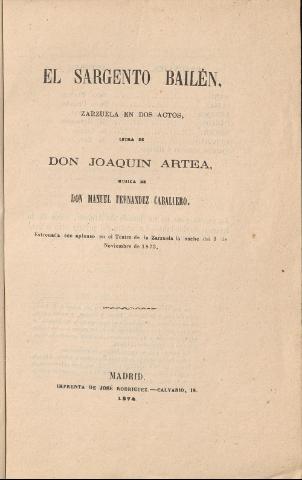 EL SARGENTO BAILÉN,
ZARZUELA EN DOS ACTOS,
LETRA DE
DON JOAQUIN ARTEA,
MUSICA DE
DON MANUEL FERNANDEZ CABALLERO.
Estrenada con aplauso en el Teatro de la Zarzuela la noche del 3 de
Noviembre de 1873.
MADRID.
IMPRENTA DE JOSÉ RODRIGUEZ.—CALVARIO, 18.
1874.